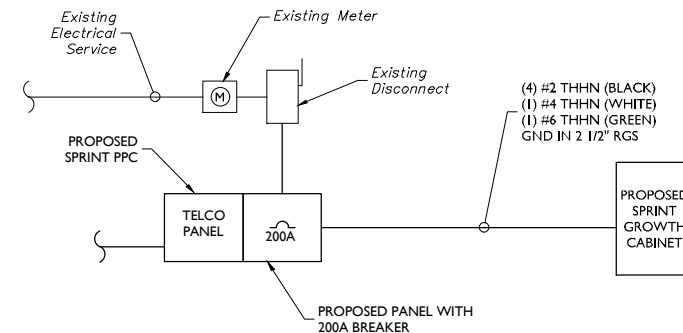 Existing
Electrical
Service
Existing Meter
M
Existing
Disconnect
(4) #2 THHN (BLACK)
(1) #4 THHN (WHITE)
(1) #6 THHN (GREEN)
GND IN 2 1/2" RGS
PROPOSED
SPRINT PPC
TELCO
PANEL
200A
PROPOSED
SPRINT
GROWTH
CABINET
PROPOSED PANEL WITH
200A BREAKER